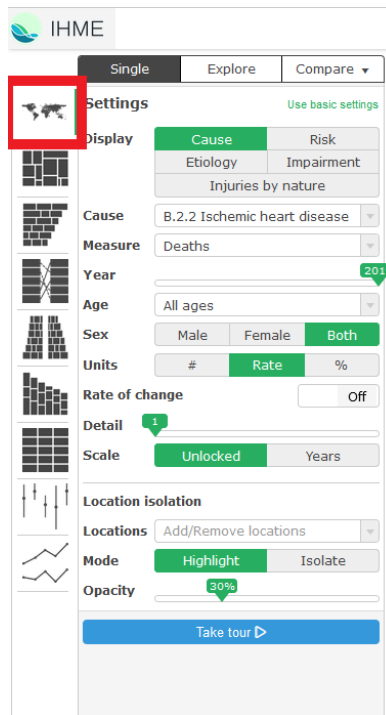 IHME
Single Explore Compare ▾
Settings Use basic settings
Display Cause Risk
Etiology Impairment
Injuries by nature
Cause B.2.2 Ischemic heart disease
Measure Deaths
Year 201
Age All ages
Sex Male Female Both
Units # Rate %
Rate of change Off
Detail 1
Scale Unlocked Years
Location isolation
Locations Add/Remove locations
Mode Highlight Isolate
Opacity 30%
Take tour